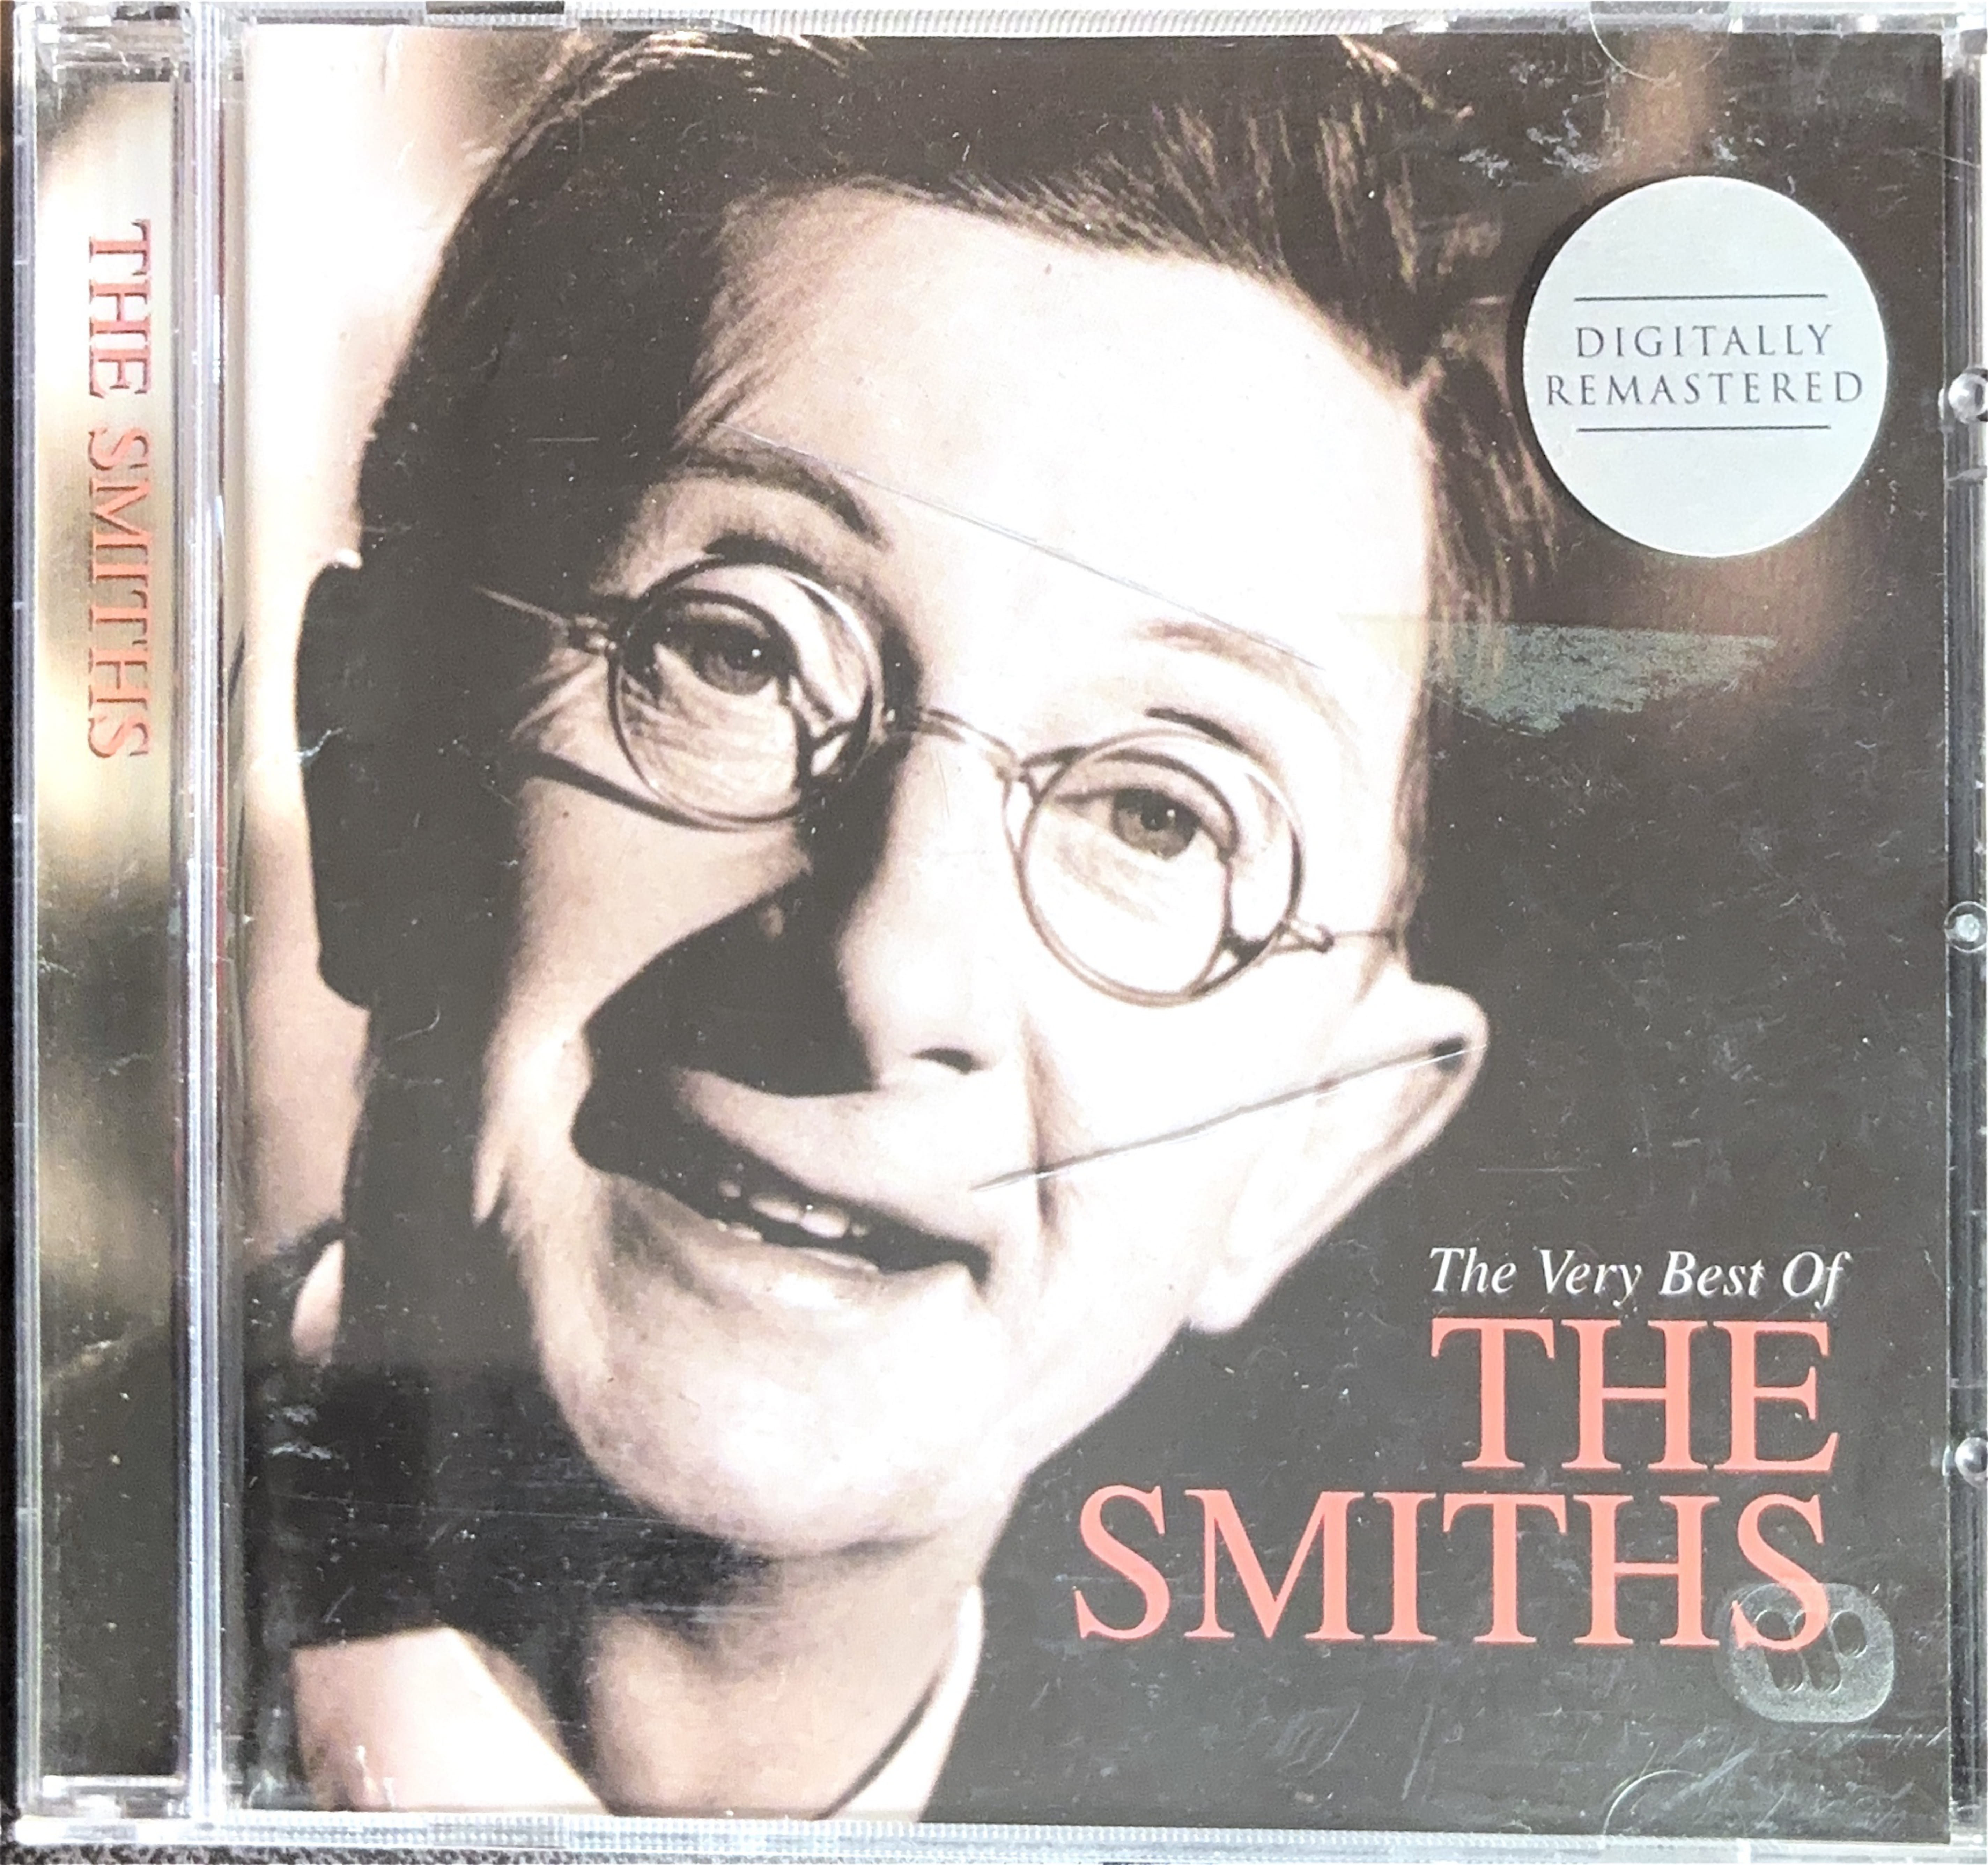 THE SMITHS
DIGITALLY
REMASTERED
The Very Best Of
THE
SMITHS